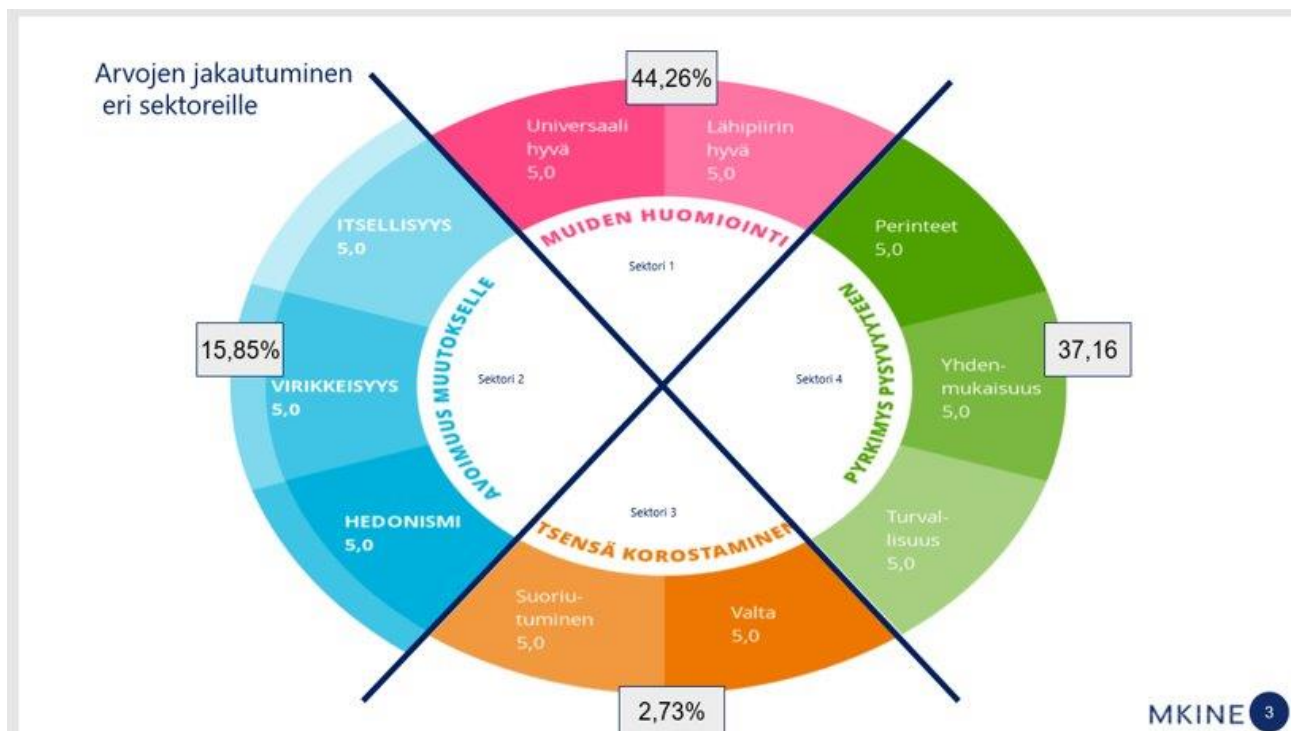 Arvojen jakautuminen
eri sektoreille
44,26%
Universaali
hyvä
5,0
Lähipiirin
hyvä
5,0
MUIDEN HUOMIOINTI
Sektori 1
ITSELLISYYS
5,0
Perinteet
5,0
15,85%
VIRIKKEISYYS
5,0
AVOIMUUS MUUTOKSELLE
Sektori 2
Sektori 4
PYRKIMYS PYSYVYYTEEN
Yhden-
mukaisuus
5,0
37,16
HEDONISMI
5,0
Sektori 3
TSENSÄ KOROSTAMINEN
Turval-
lisuus
5,0
Suoriu-
tuminen
5,0
Valta
5,0
2,73%
MKINE 3